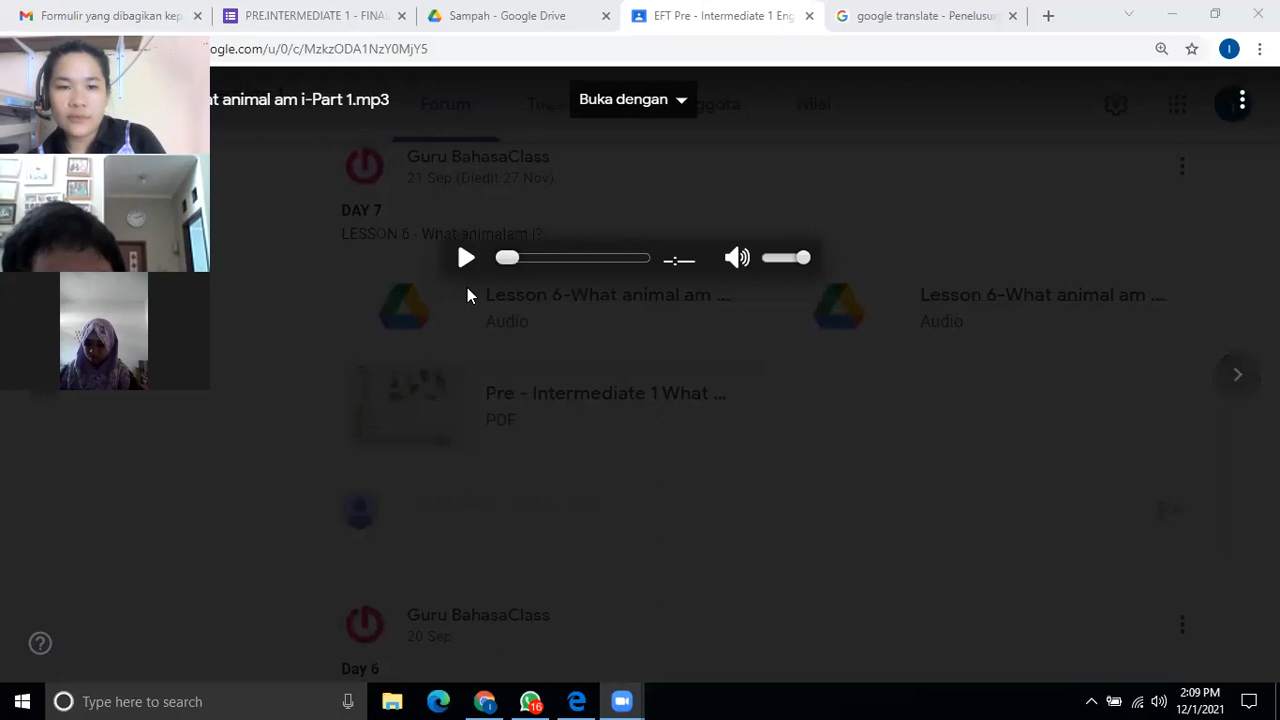 Formulir yang dibagikan kep
PRE.INTERMEDIATE 1 - FINA
Sampah - Google Drive
EFT Pre - Intermediate 1 Eng
google translate - Penelusur
ogle.com/u/0/c/MzkzODA1NzY0MjY5
I
at animal am i-Part 1.mp3
Buka dengan
Forum
Nilai
Guru BahasaClass
21 Sep (Diedit 27 Nov)
DAY 7
LESSON 6 - What animalam i?
-:--
Lesson 6-What animal am ...
Audio
Lesson 6-What animal am ...
Audio
Pre - Intermediate 1 What ...
PDF
Guru BahasaClass
20 Sep
Day 6
Type here to search
16
2:09 PM
12/1/2021